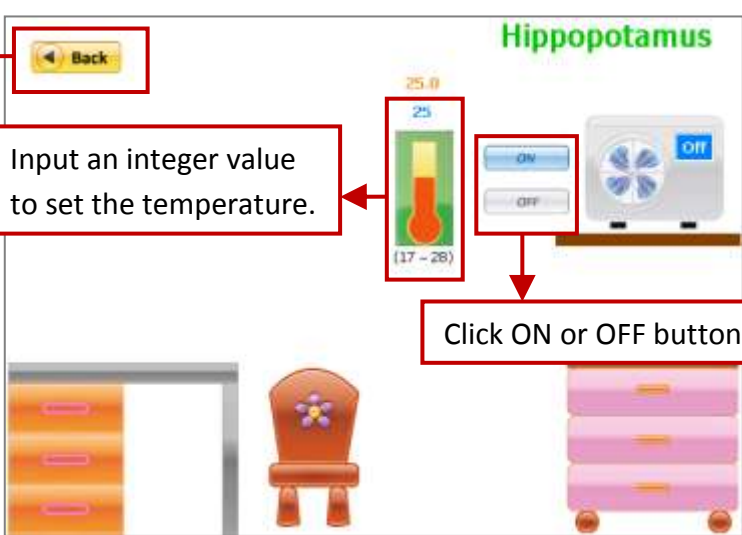 Hippopotamus
Back
25.0
25
Input an integer value
to set the temperature.
ON
Off
OFF
(17 – 28)
Click ON or OFF button